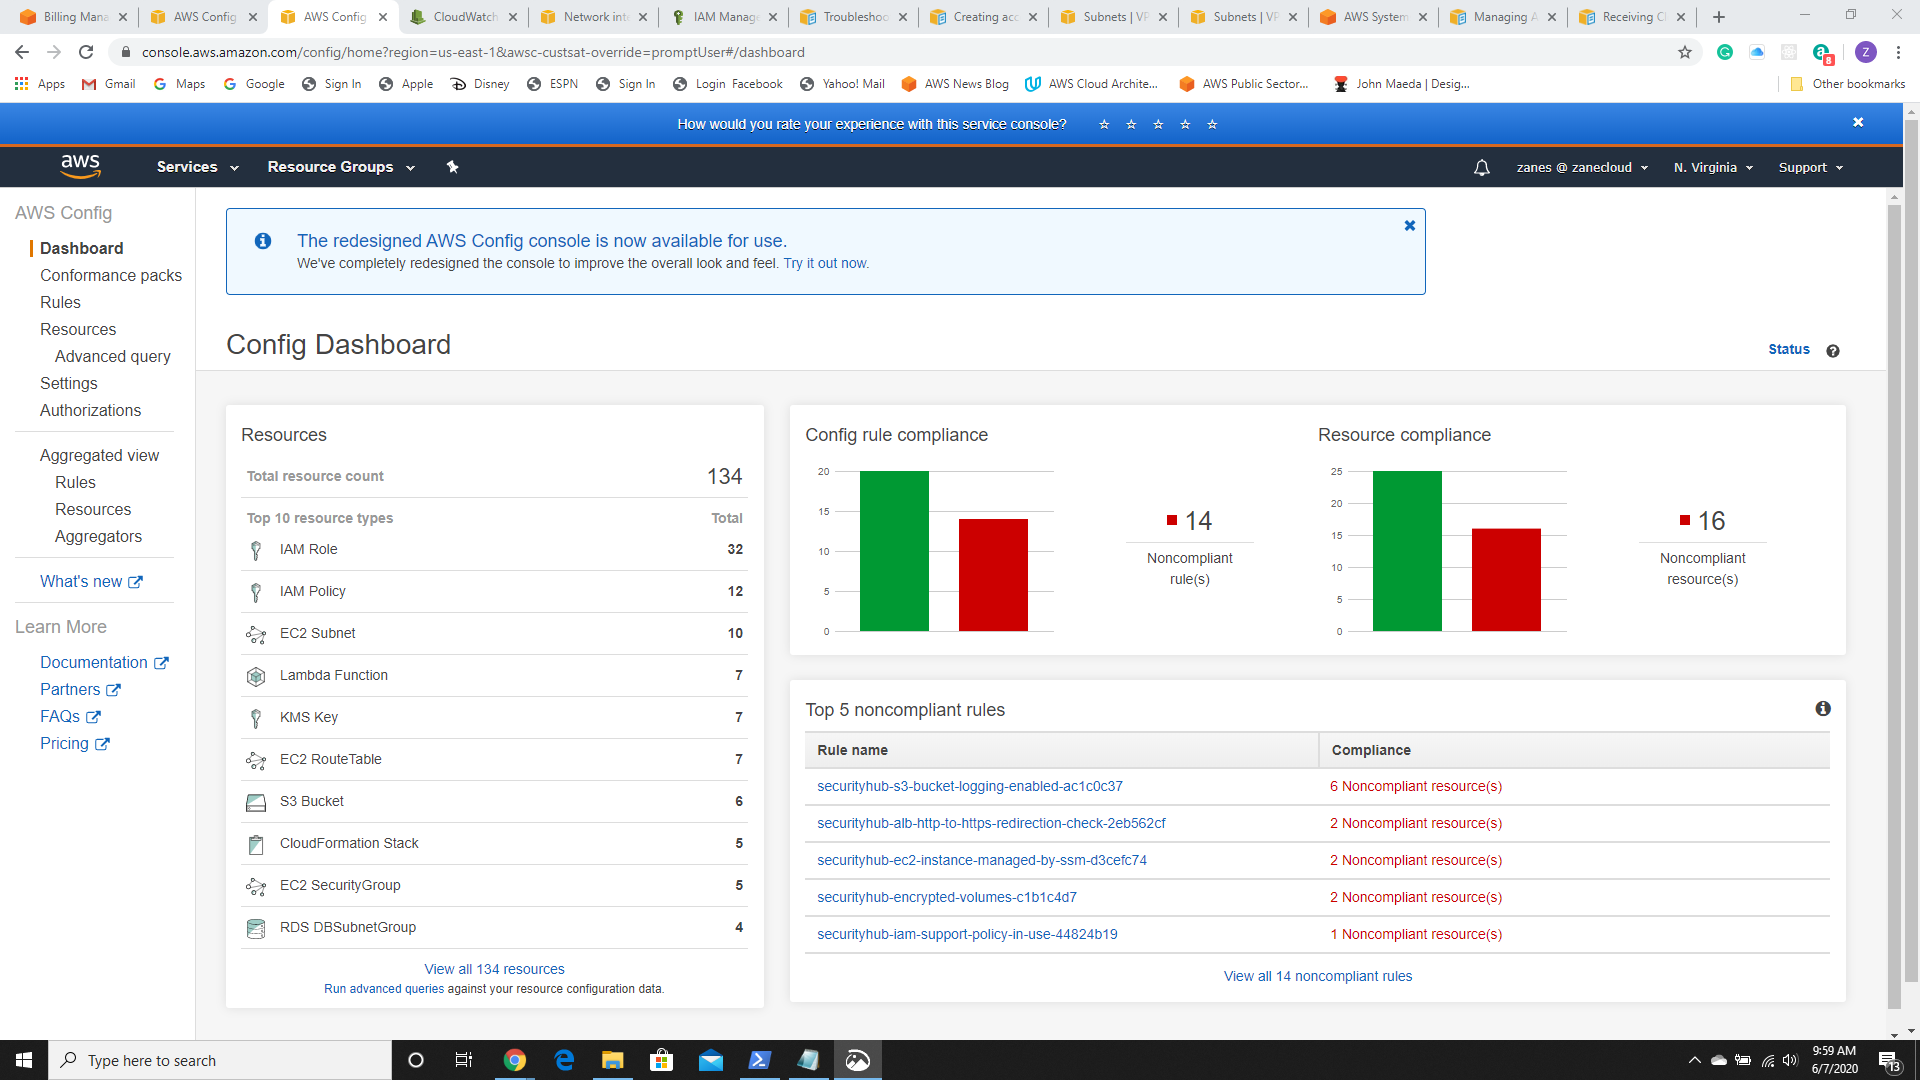 Billing Mana
AWS Config
AWS Config
CloudWatch
Network int
IAM Manage
Troubleshoo
Creating acc
Subnets | VP
Subnets | VP
AWS System
Managing A
Receiving Cl
console.aws.amazon.com/config/home?region=us-east-1&awsc-custsat-override=promptUser#/dashboard
8
Z
Apps
Gmail
Maps
Google
Sign In
Apple
Disney
ESPN
Sign In
Login Facebook
Yahoo! Mail
AWS News Blog
AWS Cloud Archite...
AWS Public Sector...
John Maeda | Desig...
Other bookmarks
How would you rate your experience with this service console?
aws
Services
Resource Groups
zanes @ zanecloud
N. Virginia
Support
AWS Config
Dashboard
Conformance packs
Rules
Resources
Advanced query
Settings
Authorizations
Aggregated view
Rules
Resources
Aggregators
What's new
Learn More
Documentation
Partners
FAQs
Pricing
The redesigned AWS Config console is now available for use.
We've completely redesigned the console to improve the overall look and feel. Try it out now.
Config Dashboard
Status
Resources
Total resource count 134
Top 10 resource types Total
IAM Role 32
IAM Policy 12
EC2 Subnet 10
Lambda Function 7
KMS Key 7
EC2 RouteTable 7
S3 Bucket 6
CloudFormation Stack 5
EC2 SecurityGroup 5
RDS DBSubnetGroup 4
View all 134 resources
Run advanced queries against your resource configuration data.
Config rule compliance
20
15
10
5
0
14
Noncompliant
rule(s)
Resource compliance
25
20
15
10
5
0
16
Noncompliant
resource(s)
Top 5 noncompliant rules
Rule name Compliance
securityhub-s3-bucket-logging-enabled-ac1c0c37 6 Noncompliant resource(s)
securityhub-alb-http-to-https-redirection-check-2eb562cf 2 Noncompliant resource(s)
securityhub-ec2-instance-managed-by-ssm-d3cefc74 2 Noncompliant resource(s)
securityhub-encrypted-volumes-c1b1c4d7 2 Noncompliant resource(s)
securityhub-iam-support-policy-in-use-44824b19 1 Noncompliant resource(s)
View all 14 noncompliant rules
Type here to search
9:59 AM
6/7/2020
13